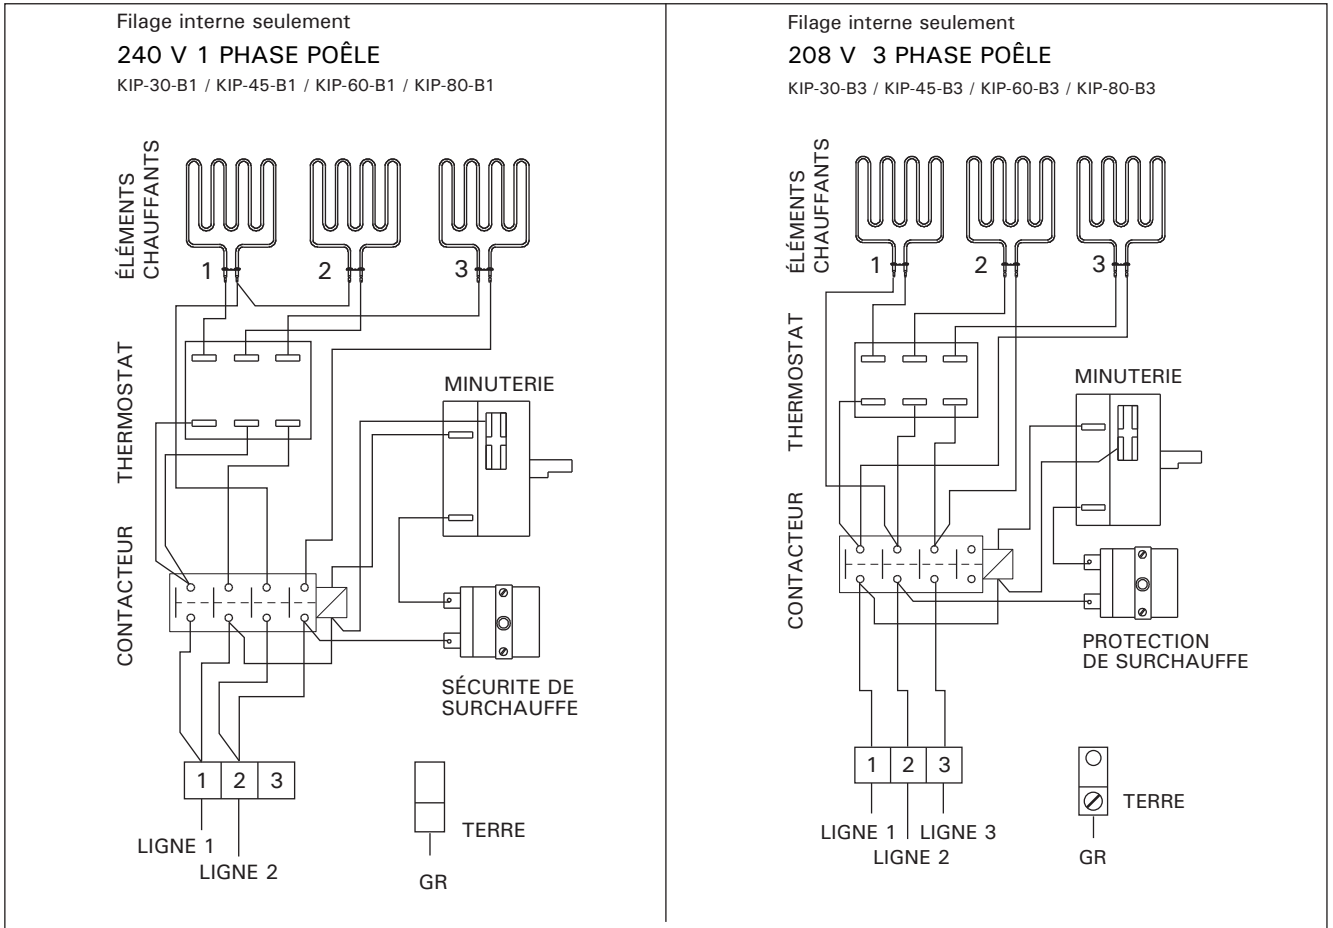 Filage interne seulement
240 V 1 PHASE POÊLE
KIP-30-B1 / KIP-45-B1 / KIP-60-B1 / KIP-80-B1
ÉLÉMENTS
CHAUFFANTS
1
2
3
THERMOSTAT
MINUTERIE
CONTACTEUR
SÉCURITE DE
SURCHAUFFE
1
2
3
LIGNE 1
LIGNE 2
TERRE
GR
Filage interne seulement
208 V 3 PHASE POÊLE
KIP-30-B3 / KIP-45-B3 / KIP-60-B3 / KIP-80-B3
ÉLÉMENTS
CHAUFFANTS
1
2
3
THERMOSTAT
MINUTERIE
CONTACTEUR
PROTECTION
DE SURCHAUFFE
1
2
3
LIGNE 1
LIGNE 3
LIGNE 2
TERRE
GR